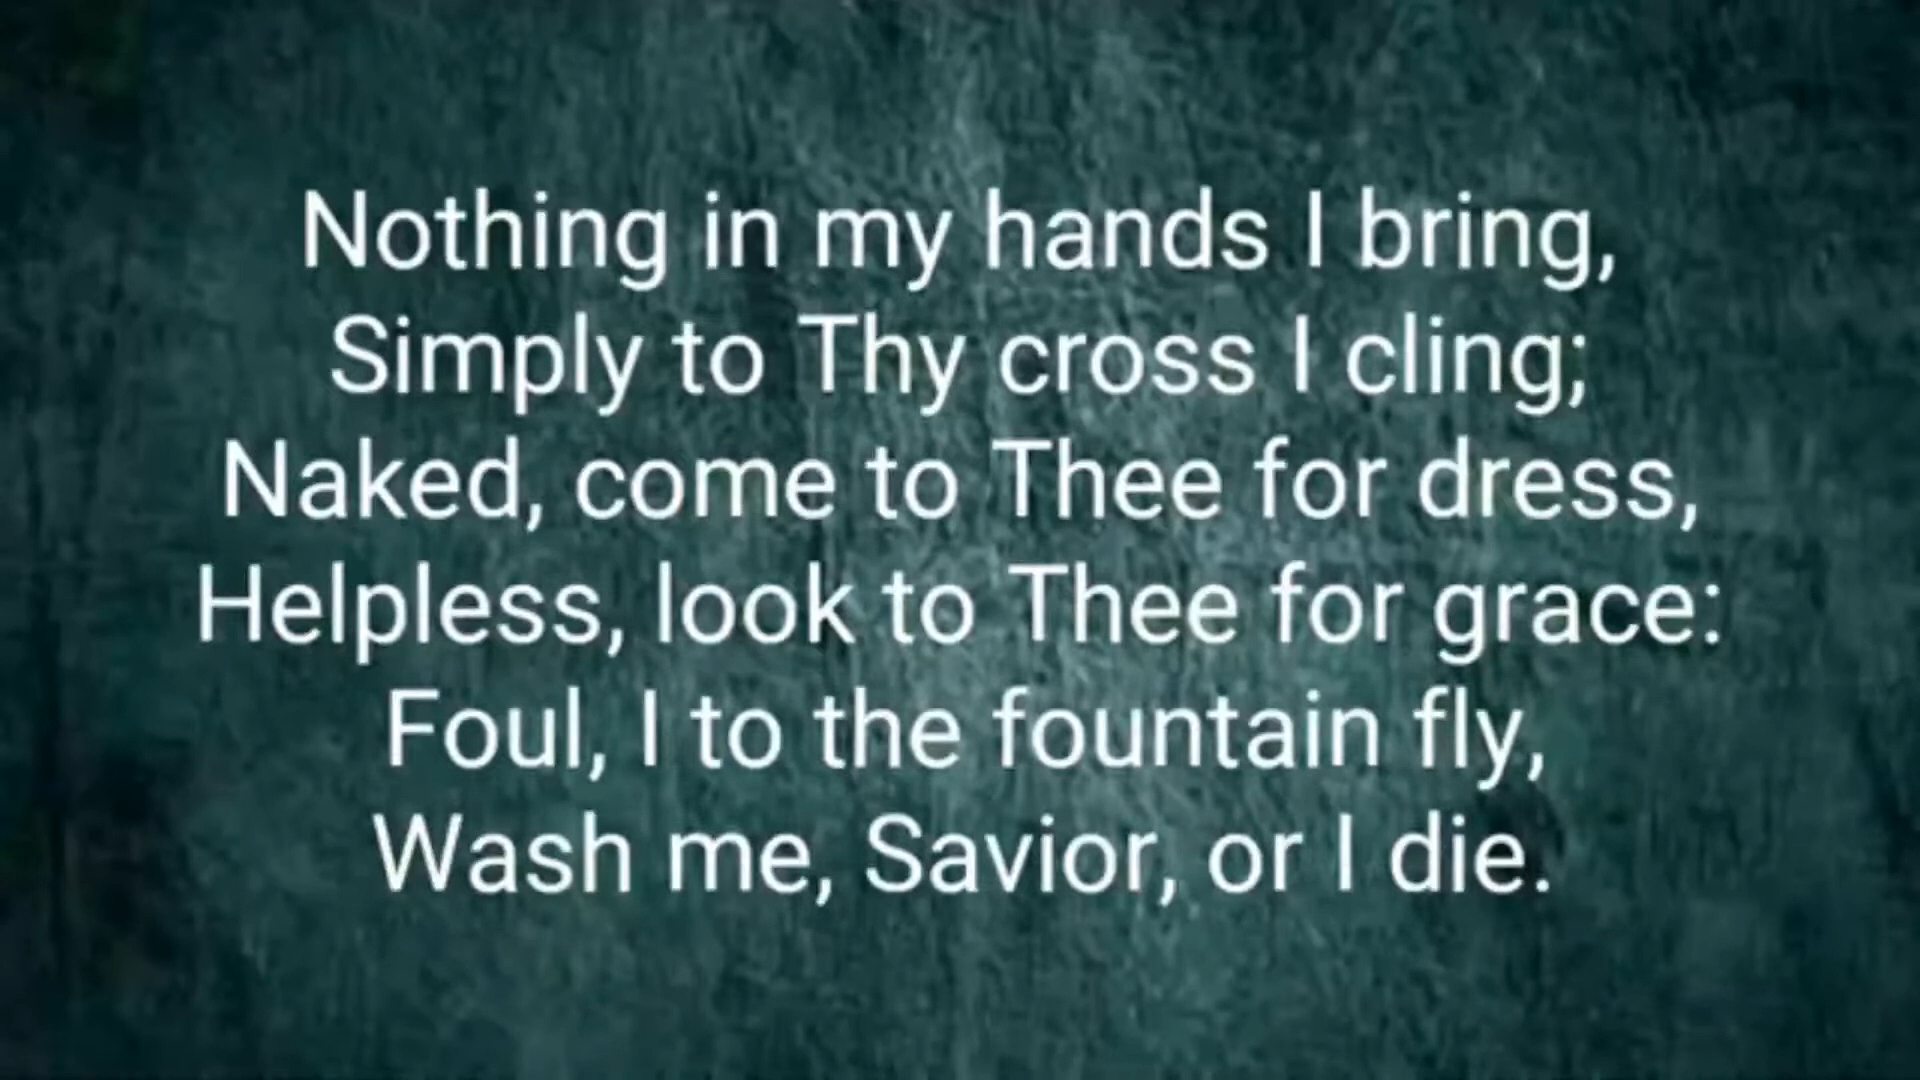 Nothing in my hands I bring,
Simply to Thy cross I cling;
Naked, come to Thee for dress,
Helpless, look to Thee for grace:
Foul, I to the fountain fly,
Wash me, Savior, or I die.